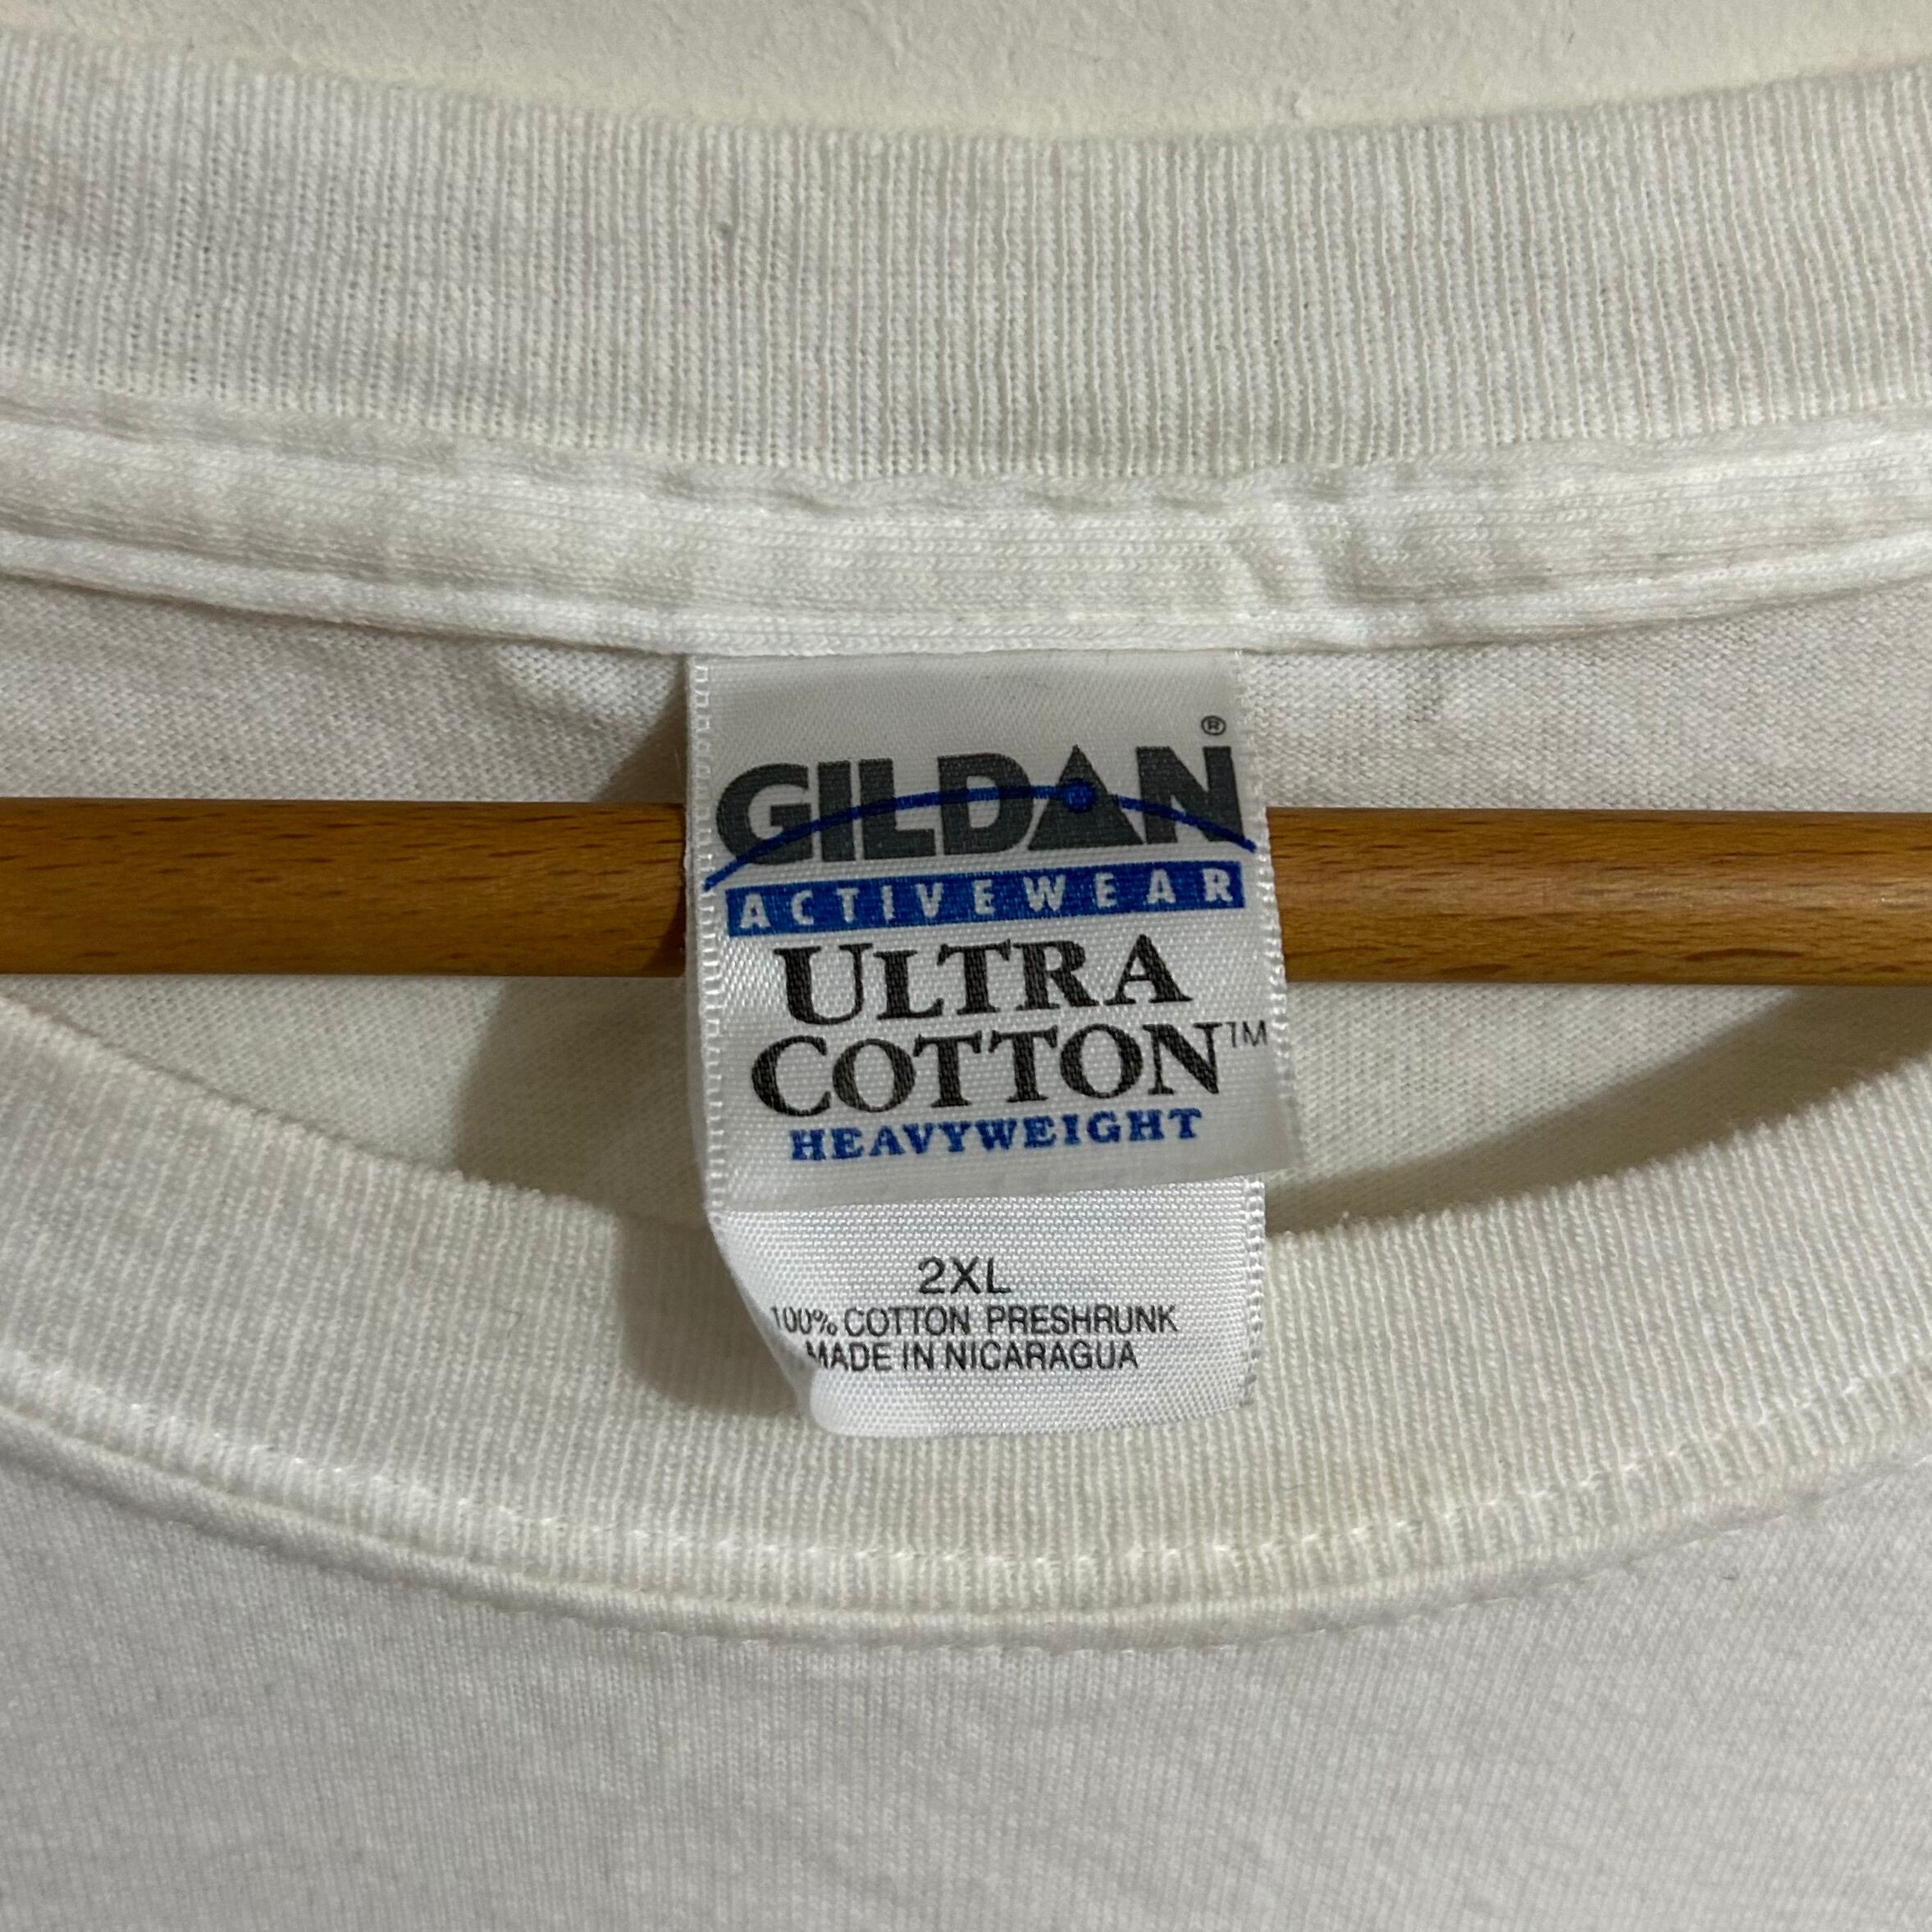 GILDAN®
ACTIVEWEAR
ULTRA
COTTON™
HEAVYWEIGHT
2XL
100% COTTON PRESHRUNK
MADE IN NICARAGUA